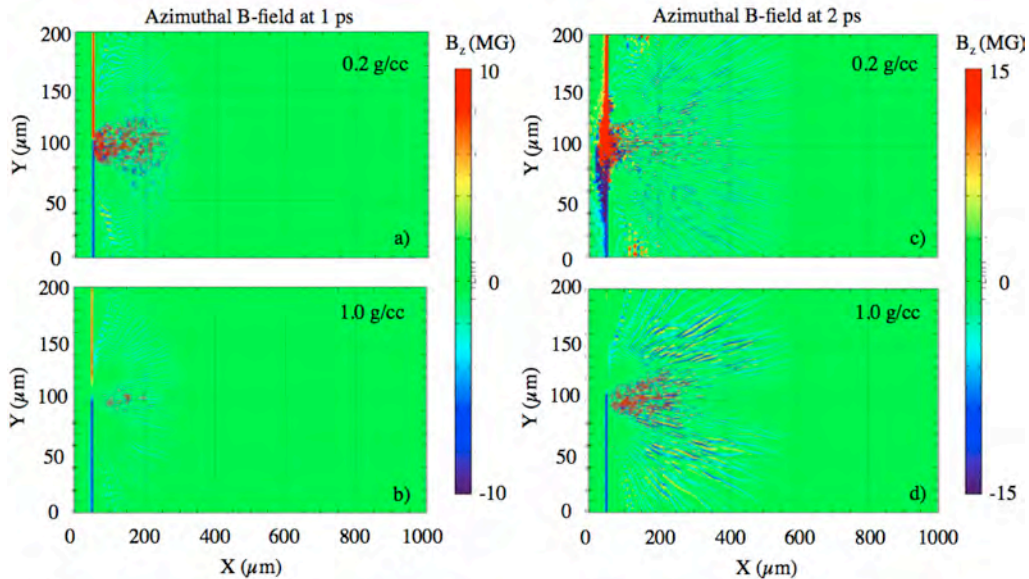 Azimuthal B-field at 1 ps
Azimuthal B-field at 2 ps
B_z (MG)
B_z (MG)
200
150
100
50
0
Y (µm)
0.2 g/cc
a)
10
0
-10
200
150
100
50
0
Y (µm)
0.2 g/cc
c)
15
0
-15
200
150
100
50
0
Y (µm)
1.0 g/cc
b)
0 200 400 600 800 1000
X (µm)
200
150
100
50
0
Y (µm)
1.0 g/cc
d)
0 200 400 600 800 1000
X (µm)